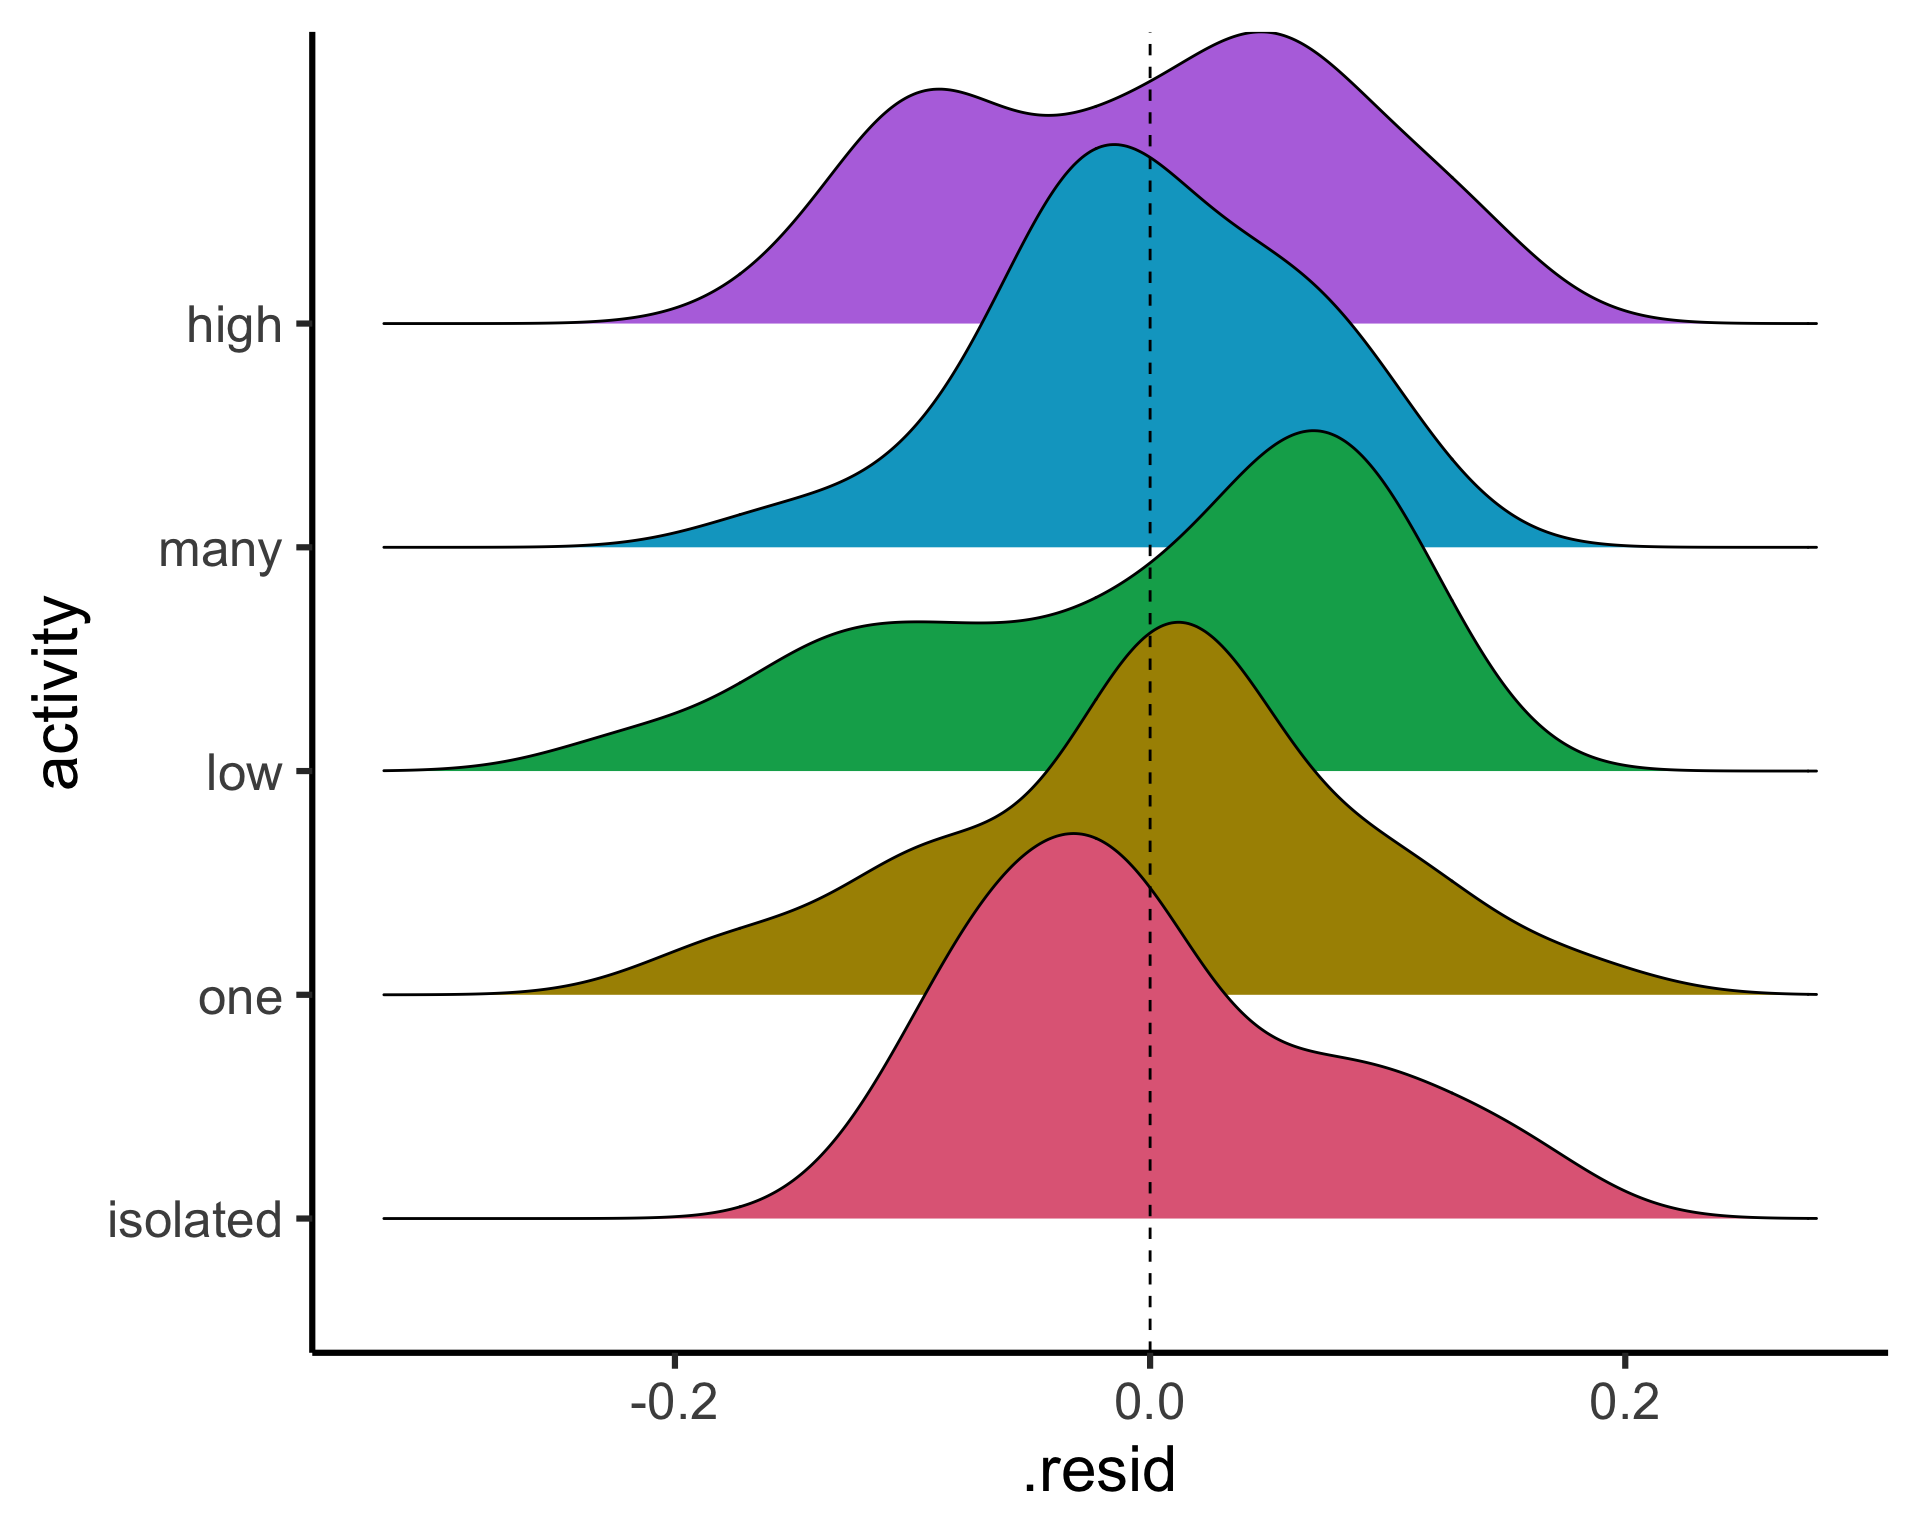 activity
high
many
low
one
isolated
-0.2
0.0
0.2
.resid